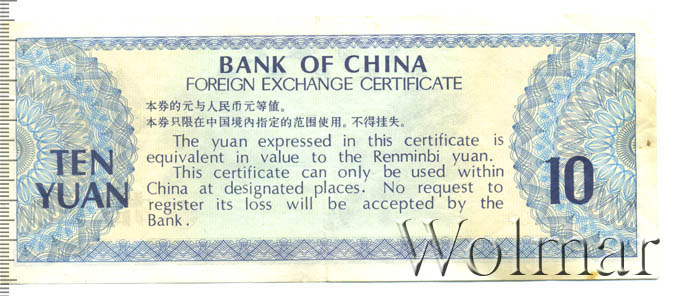 BANK OF CHINA
FOREIGN EXCHANGE CERTIFICATE
本券的元与人民币元等值。
本券只限在中国境内指定的范围使用。不得挂失。
The yuan expressed in this certificate is
equivalent in value to the Renminbi yuan.
This certificate can only be used within
China at designated places. No request to
register its loss will be accepted by the
Bank.
TEN
YUAN
10
Wolmar